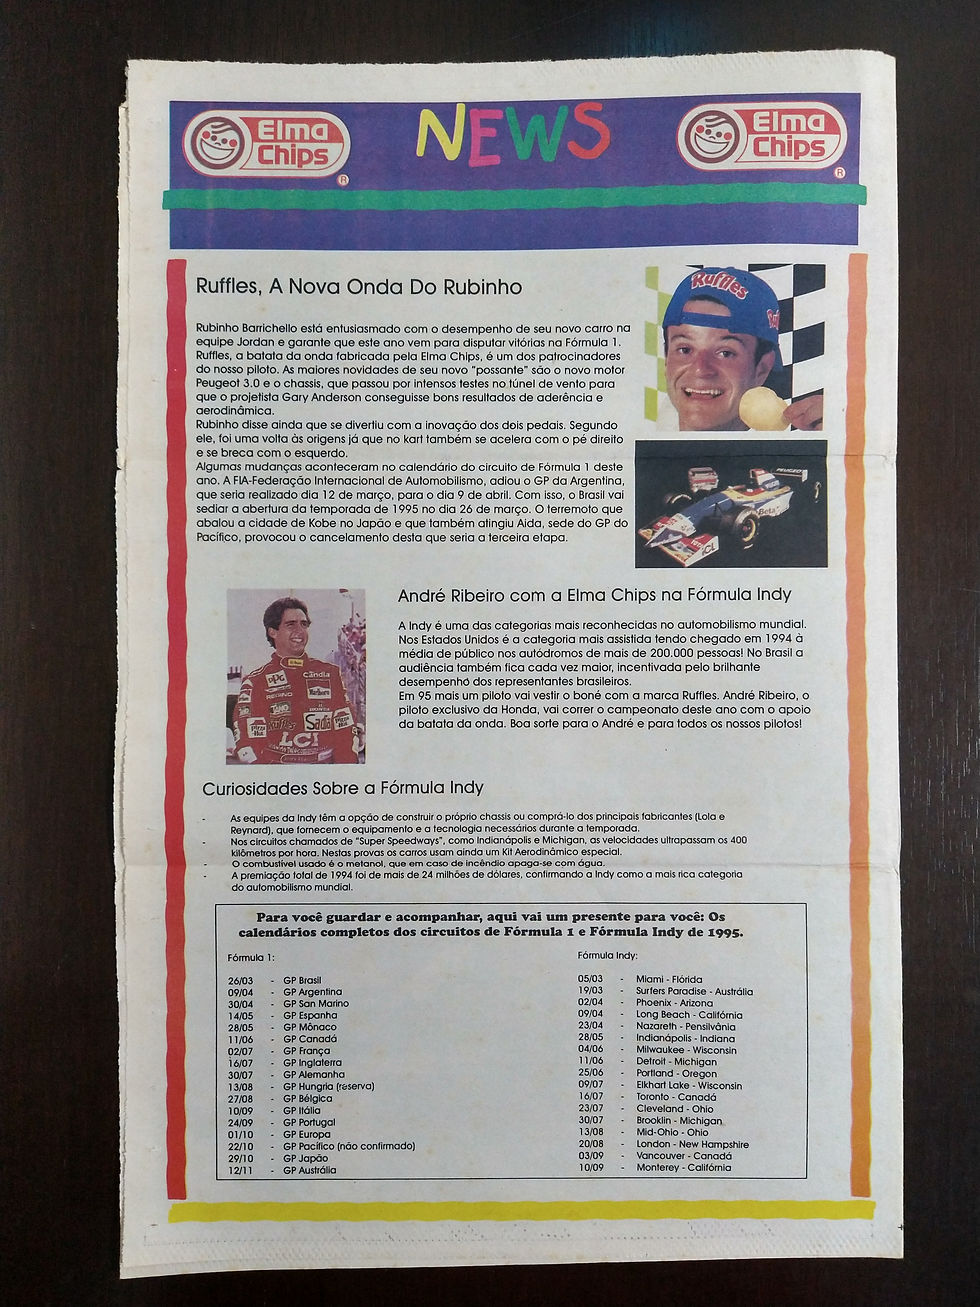 Elma Chips ®
NEWS
Elma Chips ®
Ruffles, A Nova Onda Do Rubinho
Rubinho Barrichello está entusiasmado com o desempenho de seu novo carro na
equipe Jordan e garante que este ano vem para disputar vitórias na Fórmula 1.
Ruffles, a batata da onda fabricada pela Elma Chips, é um dos patrocinadores
do nosso piloto. As maiores novidades de seu novo "possante" são o novo motor
Peugeot 3.0 e o chassis, que passou por intensos testes no túnel de vento para
que o projetista Gary Anderson conseguisse bons resultados de aderência e
aerodinâmica.
Rubinho disse ainda que se divertiu com a inovação dos dois pedais. Segundo
ele, foi uma volta às origens já que no kart também se acelera com o pé direito
e se breca com o esquerdo.
Algumas mudanças aconteceram no calendário do circuito de Fórmula 1 deste
ano. A FIA-Federação Internacional de Automobilismo, adiou o GP da Argentina,
que seria realizado dia 12 de março, para o dia 9 de abril. Com isso, o Brasil vai
sediar a abertura da temporada de 1995 no dia 26 de março. O terremoto que
abalou a cidade de Kobe no Japão e que também atingiu Aida, sede do GP do
Pacífico, provocou o cancelamento desta que seria a terceira etapa.
Ruffles
PEUGEOT
Beta
André Ribeiro com a Elma Chips na Fórmula Indy
A Indy é uma das categorias mais reconhecidas no automobilismo mundial.
Nos Estados Unidos é a categoria mais assistida tendo chegado em 1994 à
média de público nos autódromos de mais de 200.000 pessoas! No Brasil a
audiência também fica cada vez maior, incentivada pelo brilhante
desempenho dos representantes brasileiros.
Em 95 mais um piloto vai vestir o boné com a marca Ruffles. André Ribeiro, o
piloto exclusivo da Honda, vai correr o campeonato deste ano com o apoio
da batata da onda. Boa sorte para o André e para todos os nossos pilotos!
PPG
Cândia
Marlboro
Pizza Hut
Ruffles
Sadia
Pizza Hut
LCI
Curiosidades Sobre a Fórmula Indy
- As equipes da Indy têm a opção de construir o próprio chassis ou comprá-lo dos principais fabricantes (Lola e
Reynard), que fornecem o equipamento e a tecnologia necessários durante a temporada.
- Nos circuitos chamados de "Super Speedways", como Indianápolis e Michigan, as velocidades ultrapassam os 400
kilômetros por hora. Nestas provas os carros usam ainda um Kit Aerodinâmico especial.
- O combustível usado é o metanol, que em caso de incêndio apaga-se com água.
- A premiação total de 1994 foi de mais de 24 milhões de dólares, confirmando a Indy como a mais rica categoria
do automobilismo mundial.
Para você guardar e acompanhar, aqui vai um presente para você: Os
calendários completos dos circuitos de Fórmula 1 e Fórmula Indy de 1995.
Fórmula 1:
26/03 - GP Brasil
09/04 - GP Argentina
30/04 - GP San Marino
14/05 - GP Espanha
28/05 - GP Mônaco
11/06 - GP Canadá
02/07 - GP França
16/07 - GP Inglaterra
30/07 - GP Alemanha
13/08 - GP Hungria (reserva)
27/08 - GP Bélgica
10/09 - GP Itália
24/09 - GP Portugal
01/10 - GP Europa
22/10 - GP Pacífico (não confirmado)
29/10 - GP Japão
12/11 - GP Austrália
Fórmula Indy:
05/03 - Miami - Flórida
19/03 - Surfers Paradise - Austrália
02/04 - Phoenix - Arizona
09/04 - Long Beach - Califórnia
23/04 - Nazareth - Pensilvânia
28/05 - Indianápolis - Indiana
04/06 - Milwaukee - Wisconsin
11/06 - Detroit - Michigan
25/06 - Portland - Oregon
09/07 - Elkhart Lake - Wisconsin
16/07 - Toronto - Canadá
23/07 - Cleveland - Ohio
30/07 - Brooklin - Michigan
13/08 - Mid-Ohio - Ohio
20/08 - London - New Hampshire
03/09 - Vancouver - Canadá
10/09 - Monterey - Califórnia